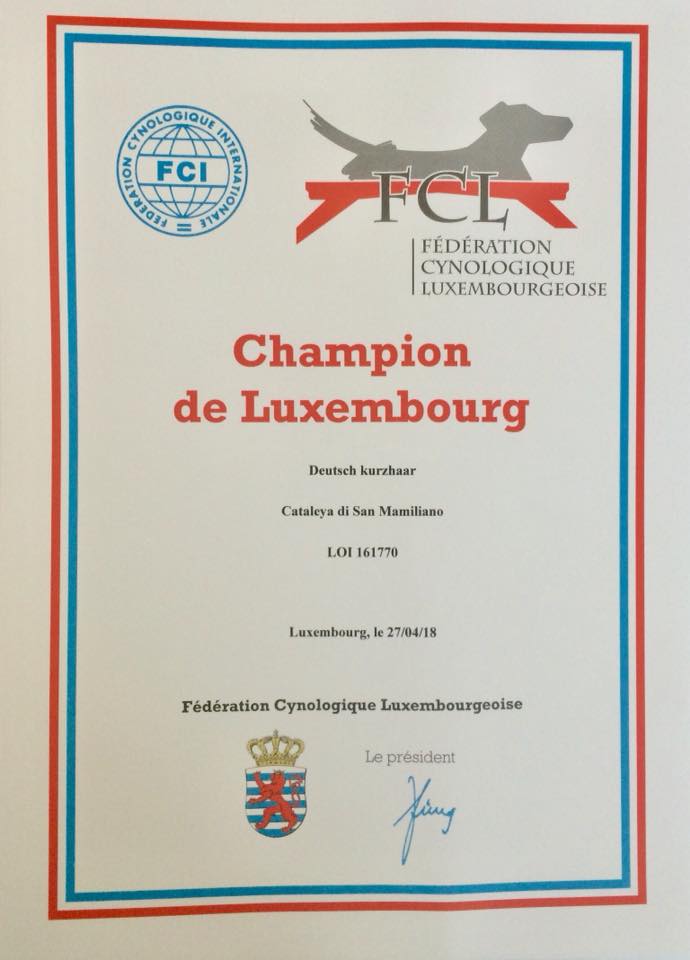 FEDERATION CYNOLOGIQUE INTERNATIONALE
FCI
FCL
FÉDÉRATION
CYNOLOGIQUE
LUXEMBOURGEOISE
Champion
de Luxembourg
Deutsch kurzhaar
Cataleya di San Mamiliano
LOI 161770
Luxembourg, le 27/04/18
Fédération Cynologique Luxembourgeoise
Le président